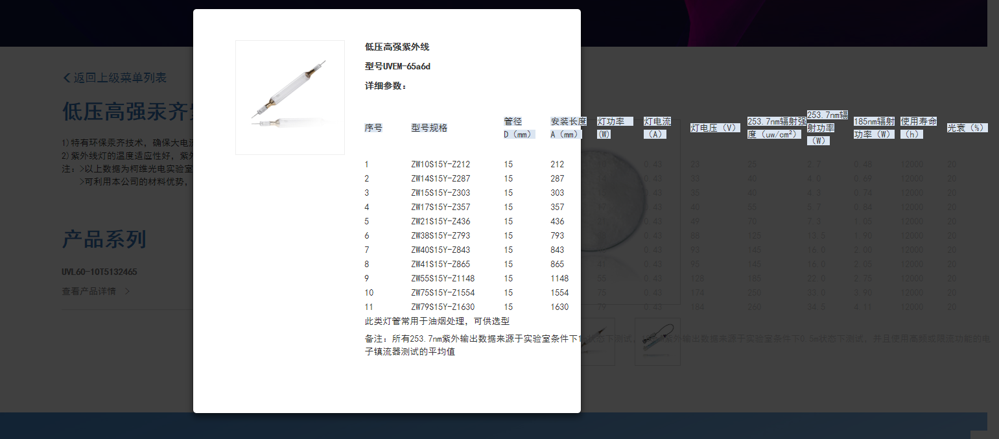 返回上级菜单列表
低压高强汞齐
1)特有环保汞齐技术，确保大电
2)紫外线灯的温度适应性好，紫
注：>以上数据为柯维光电实验室
>可利用本公司的材料优势，
产品系列
UVL60-10T5132465
查看产品详情
低压高强紫外线
型号UVEM-65a6d
详细参数：
序号 型号规格 管径D（mm） 安装长度A（mm） 灯功率(W) 灯电流（A） 灯电压（V） 253.7nm辐射强度（uw/cm²） 253.7nm辐射功率（W） 185nm辐射功率（W） 使用寿命（h） 光衰（%）
1 ZW10S15Y-Z212 15 212 0.43 23 25 2.7 0.48 12000 20
2 ZW14S15Y-Z287 15 287 0.43 33 40 4.0 0.69 12000 20
3 ZW15S15Y-Z303 15 303 0.43 35 40 4.3 0.74 12000 20
4 ZW17S15Y-Z357 15 357 0.43 40 55 5.7 0.84 12000 20
5 ZW21S15Y-Z436 15 436 0.43 49 70 7.3 1.05 12000 20
6 ZW38S15Y-Z793 15 793 0.43 88 125 13.5 1.90 12000 20
7 ZW40S15Y-Z843 15 843 0.43 93 145 16.0 2.00 12000 20
8 ZW41S15Y-Z865 15 865 41 0.43 95 145 16.0 2.05 12000 20
9 ZW55S15Y-Z1148 15 1148 55 0.43 128 185 22.0 2.75 12000 20
10 ZW75S15Y-Z1554 15 1554 75 0.43 174 250 33.0 3.90 12000 20
11 ZW79S15Y-Z1630 15 1630 79 0.43 184 260 34.5 4.11 12000 20
此类灯管常用于油烟处理，可供选型
备注：所有253.7nm紫外输出数据来源于实验室条件下1 状态下测试， 紫外输出数据来源于实验室条件下0.5m状态下测试，并且使用高频或限流功能的电
子镇流器测试的平均值